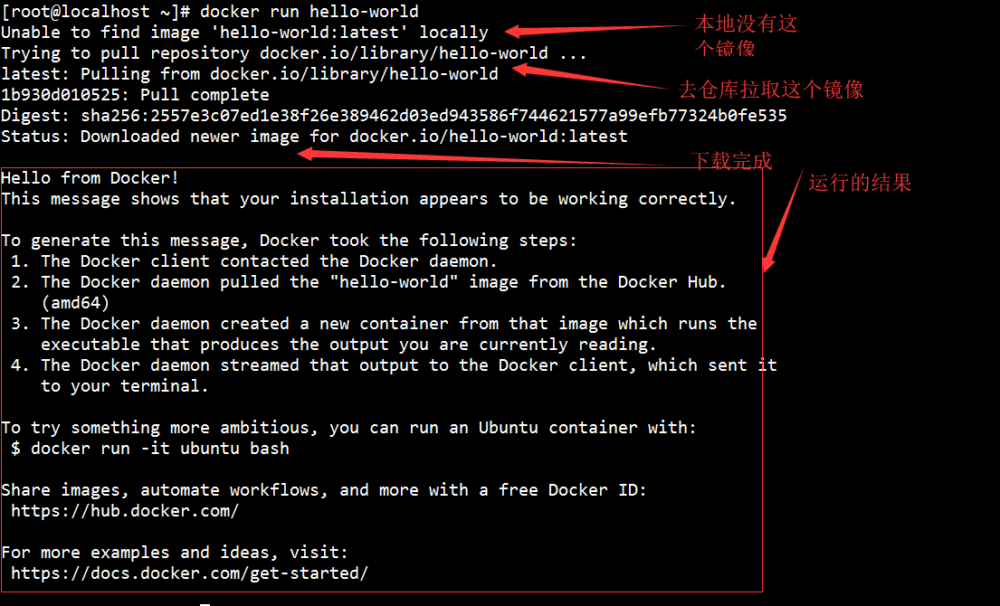 [root@localhost ~]# docker run hello-world
Unable to find image 'hello-world:latest' locally
本地没有这
个镜像
Trying to pull repository docker.io/library/hello-world ...
latest: Pulling from docker.io/library/hello-world
去仓库拉取这个镜像
1b930d010525: Pull complete
Digest: sha256:2557e3c07ed1e38f26e389462d03ed943586f744621577a99efb77324b0fe535
Status: Downloaded newer image for docker.io/hello-world:latest
下载完成
运行的结果
Hello from Docker!
This message shows that your installation appears to be working correctly.
To generate this message, Docker took the following steps:
1. The Docker client contacted the Docker daemon.
2. The Docker daemon pulled the "hello-world" image from the Docker Hub.
(amd64)
3. The Docker daemon created a new container from that image which runs the
executable that produces the output you are currently reading.
4. The Docker daemon streamed that output to the Docker client, which sent it
to your terminal.
To try something more ambitious, you can run an Ubuntu container with:
$ docker run -it ubuntu bash
Share images, automate workflows, and more with a free Docker ID:
https://hub.docker.com/
For more examples and ideas, visit:
https://docs.docker.com/get-started/